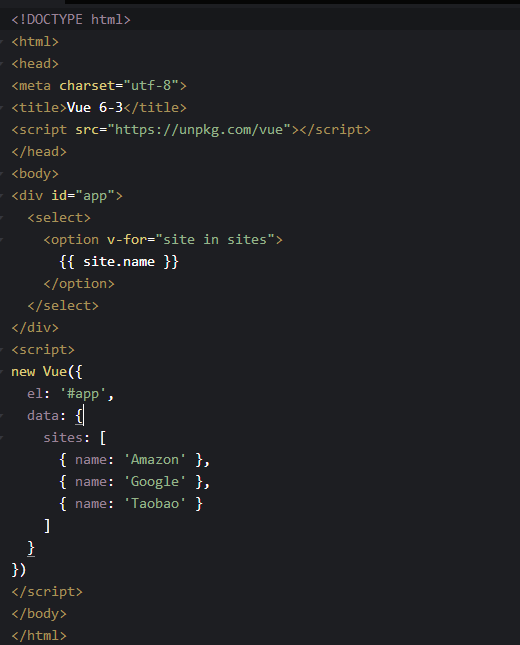 <!DOCTYPE html>
<html>
<head>
<meta charset="utf-8">
<title>Vue 6-3</title>
<script src="https://unpkg.com/vue"></script>
</head>
<body>
<div id="app">
  <select>
    <option v-for="site in sites">
      {{ site.name }}
    </option>
  </select>
</div>
<script>
new Vue({
  el: '#app',
  data: {
    sites: [
      { name: 'Amazon' },
      { name: 'Google' },
      { name: 'Taobao' }
    ]
  }
})
</script>
</body>
</html>